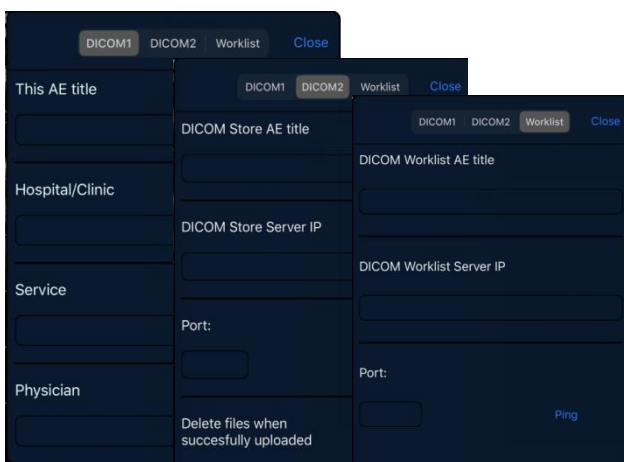 DICOM1 DICOM2 Worklist Close
This AE title
Hospital/Clinic
Service
Physician
DICOM1 DICOM2 Worklist Close
DICOM Store AE title
DICOM Store Server IP
Port:
Delete files when
succesfully uploaded
DICOM1 DICOM2 Worklist Close
DICOM Worklist AE title
DICOM Worklist Server IP
Port:
Ping